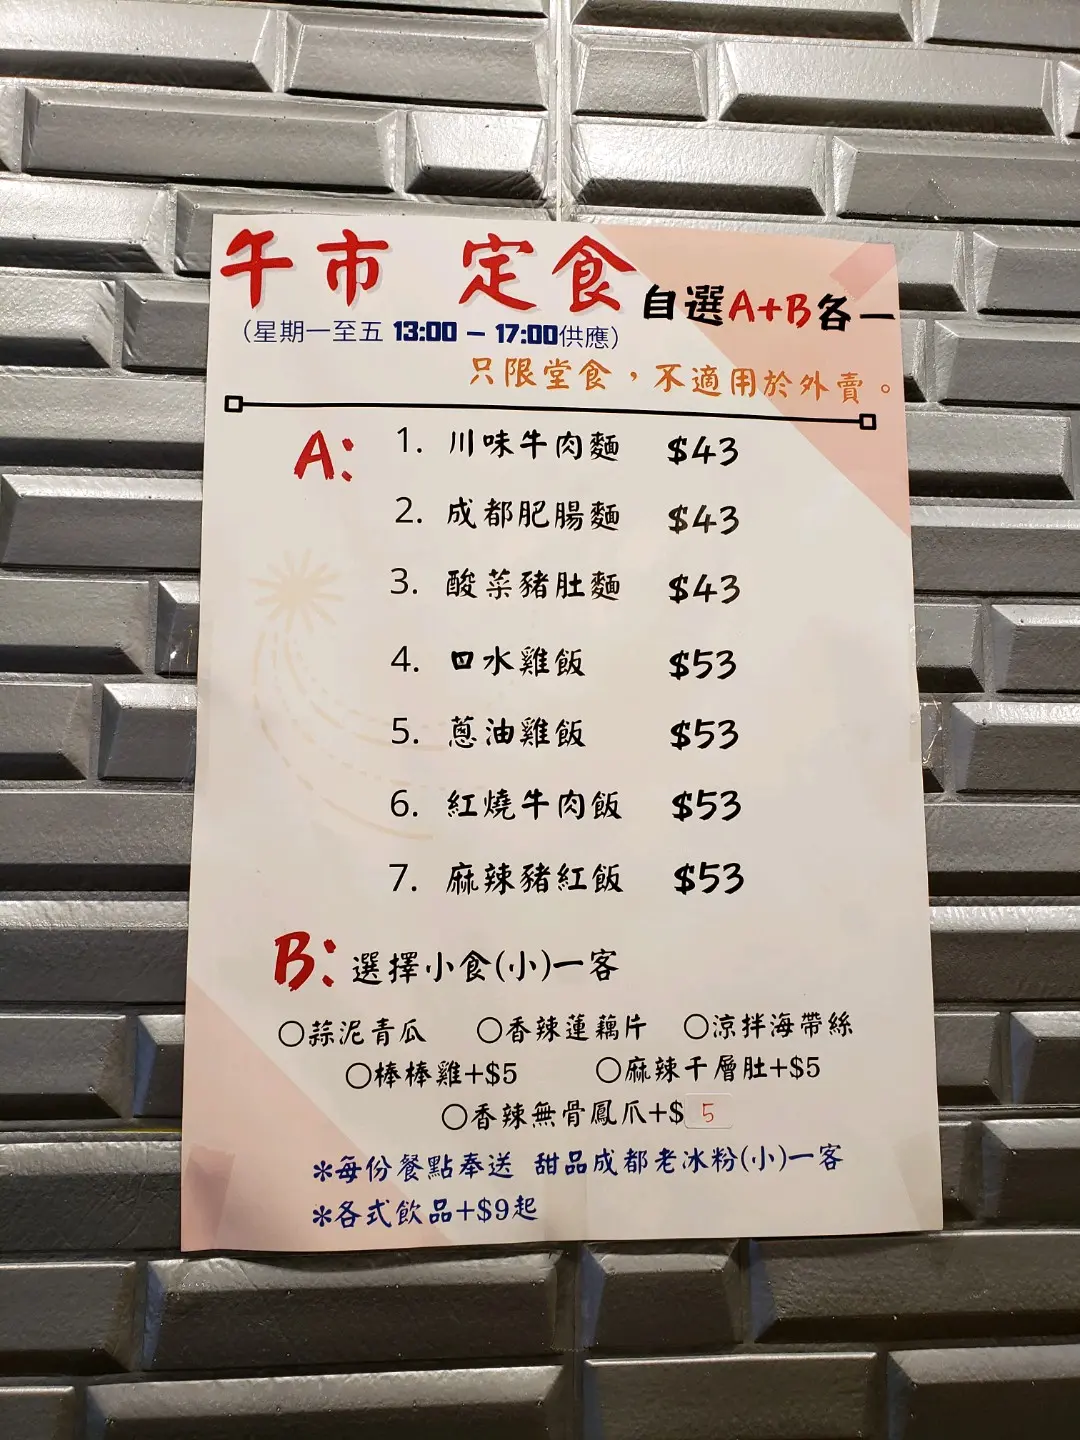 午市 定食 自選A+B各一
(星期一至五 13:00 – 17:00供應)
只限堂食，不適用於外賣。
A:
1. 川味牛肉麵 $43
2. 成都肥腸麵 $43
3. 酸菜豬肚麵 $43
4. 口水雞飯 $53
5. 蔥油雞飯 $53
6. 紅燒牛肉飯 $53
7. 麻辣豬紅飯 $53
B: 選擇小食(小)一客
○蒜泥青瓜 ○香辣蓮藕片 ○涼拌海帶絲
○棒棒雞+$5 ○麻辣千層肚+$5
○香辣無骨鳳爪+$5
*每份餐點奉送 甜品成都老冰粉(小)一客
*各式飲品+$9起